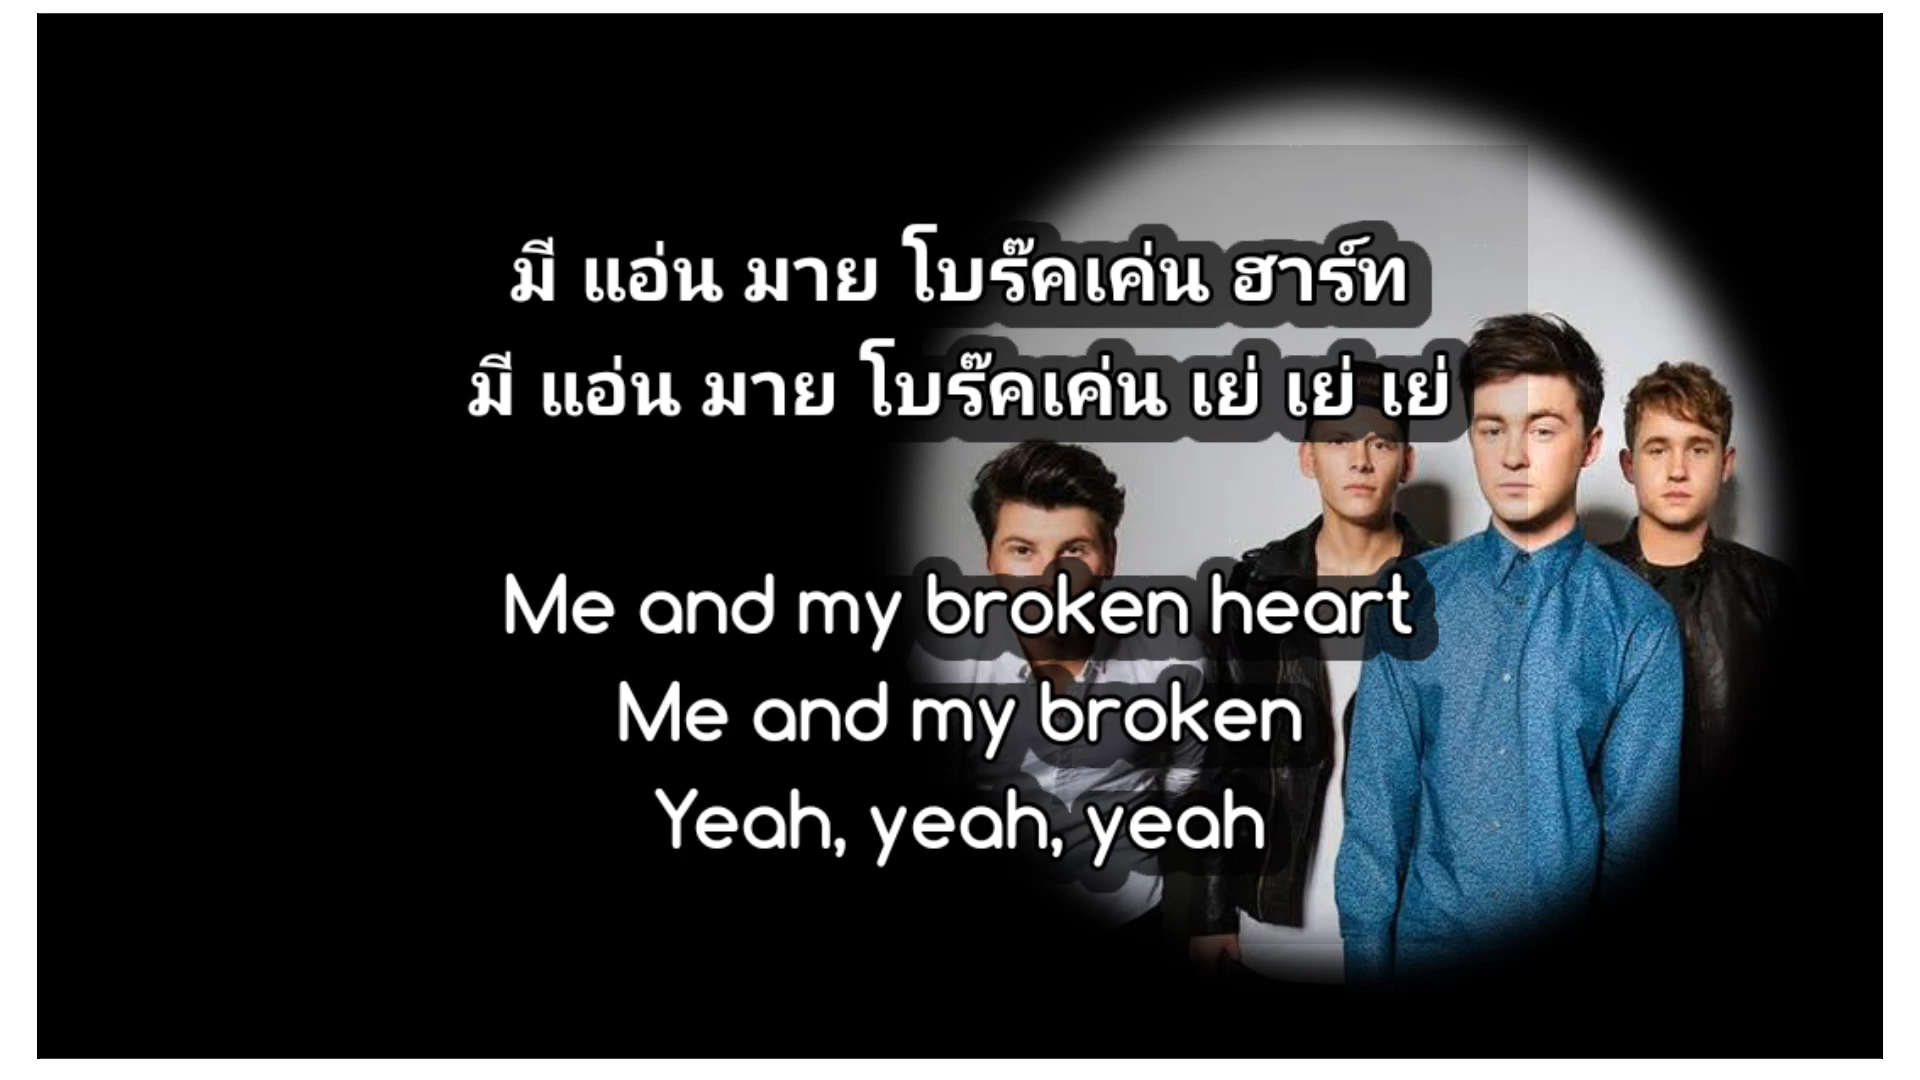 มี แอ่น มาย โบร๊คเค่น ฮาร์ท
มี แอ่น มาย โบร๊คเค่น เย่ เย่ เย่
Me and my broken heart
Me and my broken
Yeah, yeah, yeah